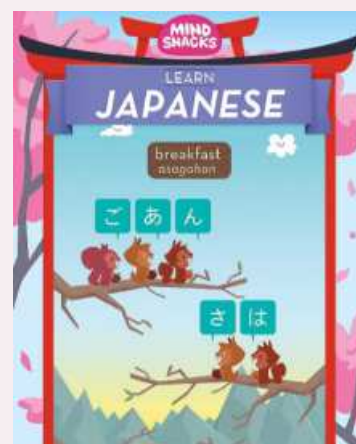 MIND
SNACKS
LEARN
JAPANESE
breakfast
asagohan
ご あ ん
さ は